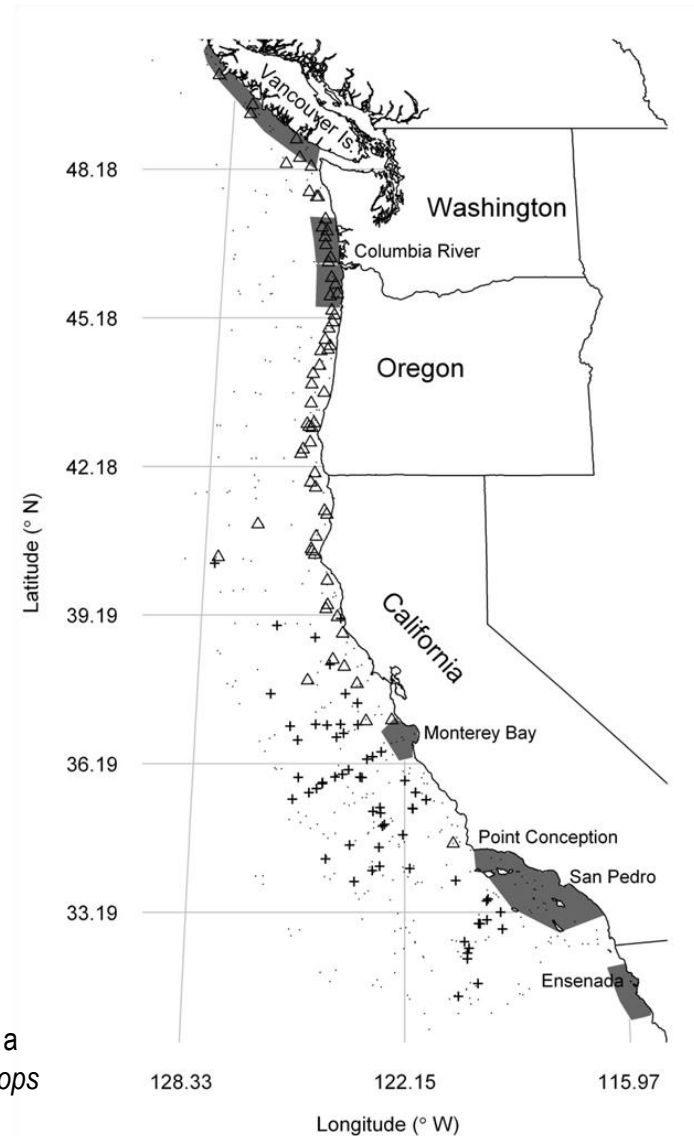 Vancouver Is.
48.18
Washington
Columbia River
45.18
Oregon
42.18
Latitude (° N)
39.19
California
Monterey Bay
36.19
Point Conception
San Pedro
33.19
Ensenada
a
ops
128.33 122.15 115.97
Longitude (° W)